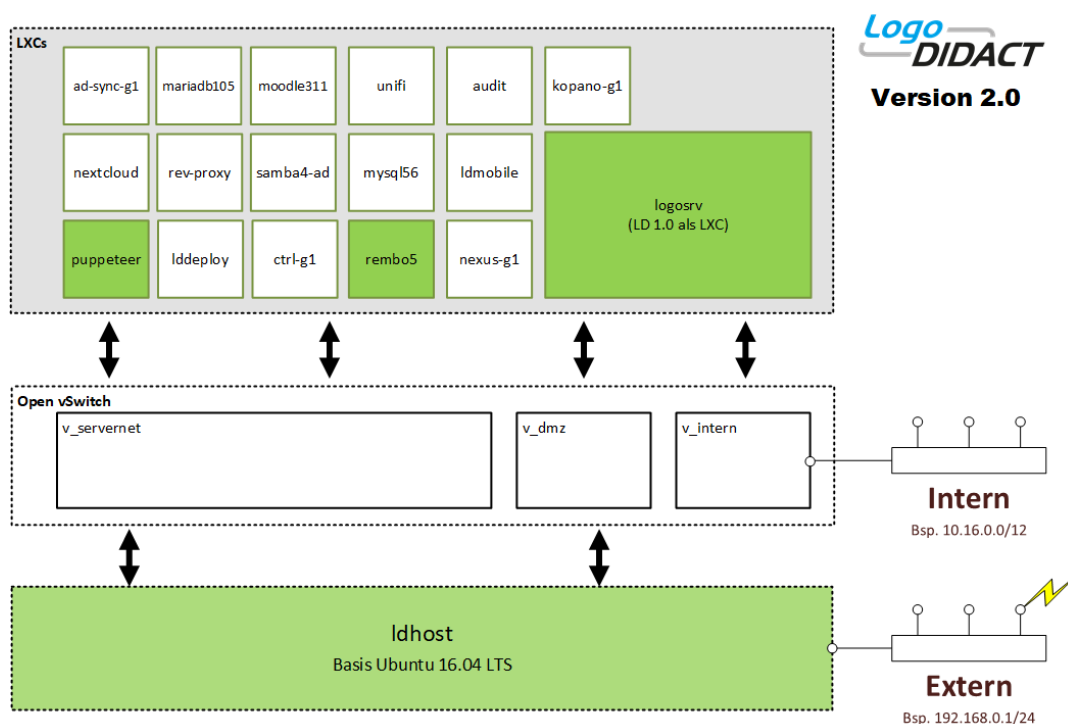 LXCs
Logo
DIDACT
Version 2.0
ad-sync-g1
mariadb105
moodle311
unifi
audit
kopano-g1
nextcloud
rev-proxy
samba4-ad
mysql56
ldmobile
logosrv
(LD 1.0 als LXC)
puppeteer
lddeploy
ctrl-g1
rembo5
nexus-g1
Open vSwitch
v_servernet
v_dmz
v_intern
Intern
Bsp. 10.16.0.0/12
ldhost
Basis Ubuntu 16.04 LTS
Extern
Bsp. 192.168.0.1/24